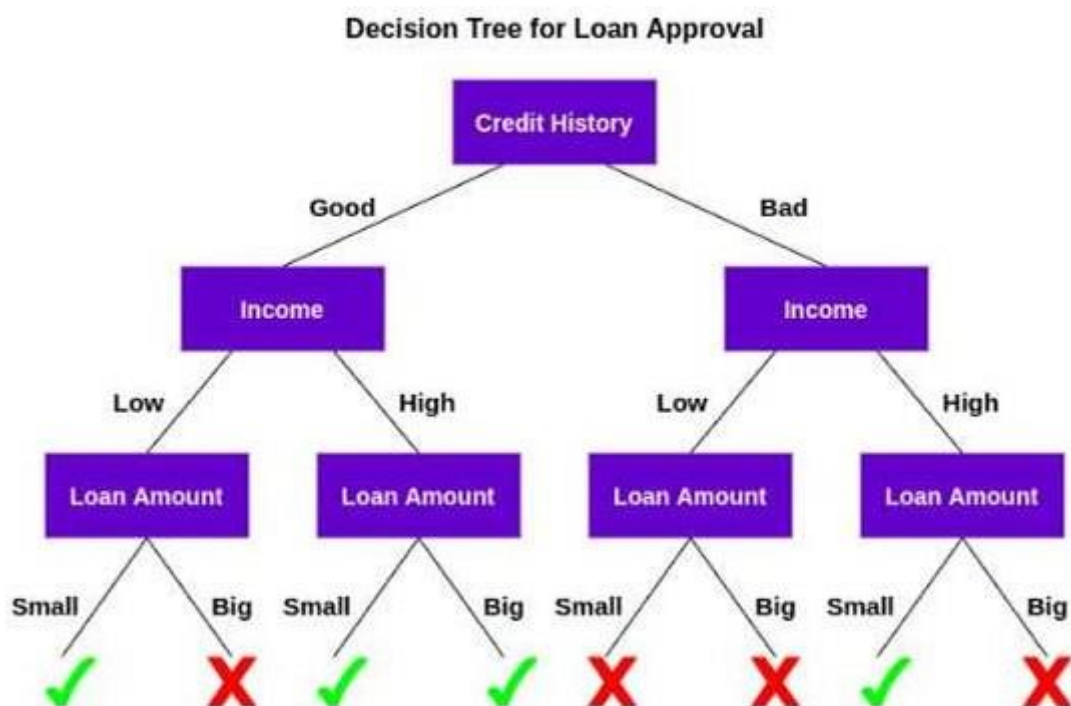 Decision Tree for Loan Approval
Credit History
Good Bad
Income Income
Low High Low High
Loan Amount Loan Amount Loan Amount Loan Amount
Small Big Small Big Small Big Small Big